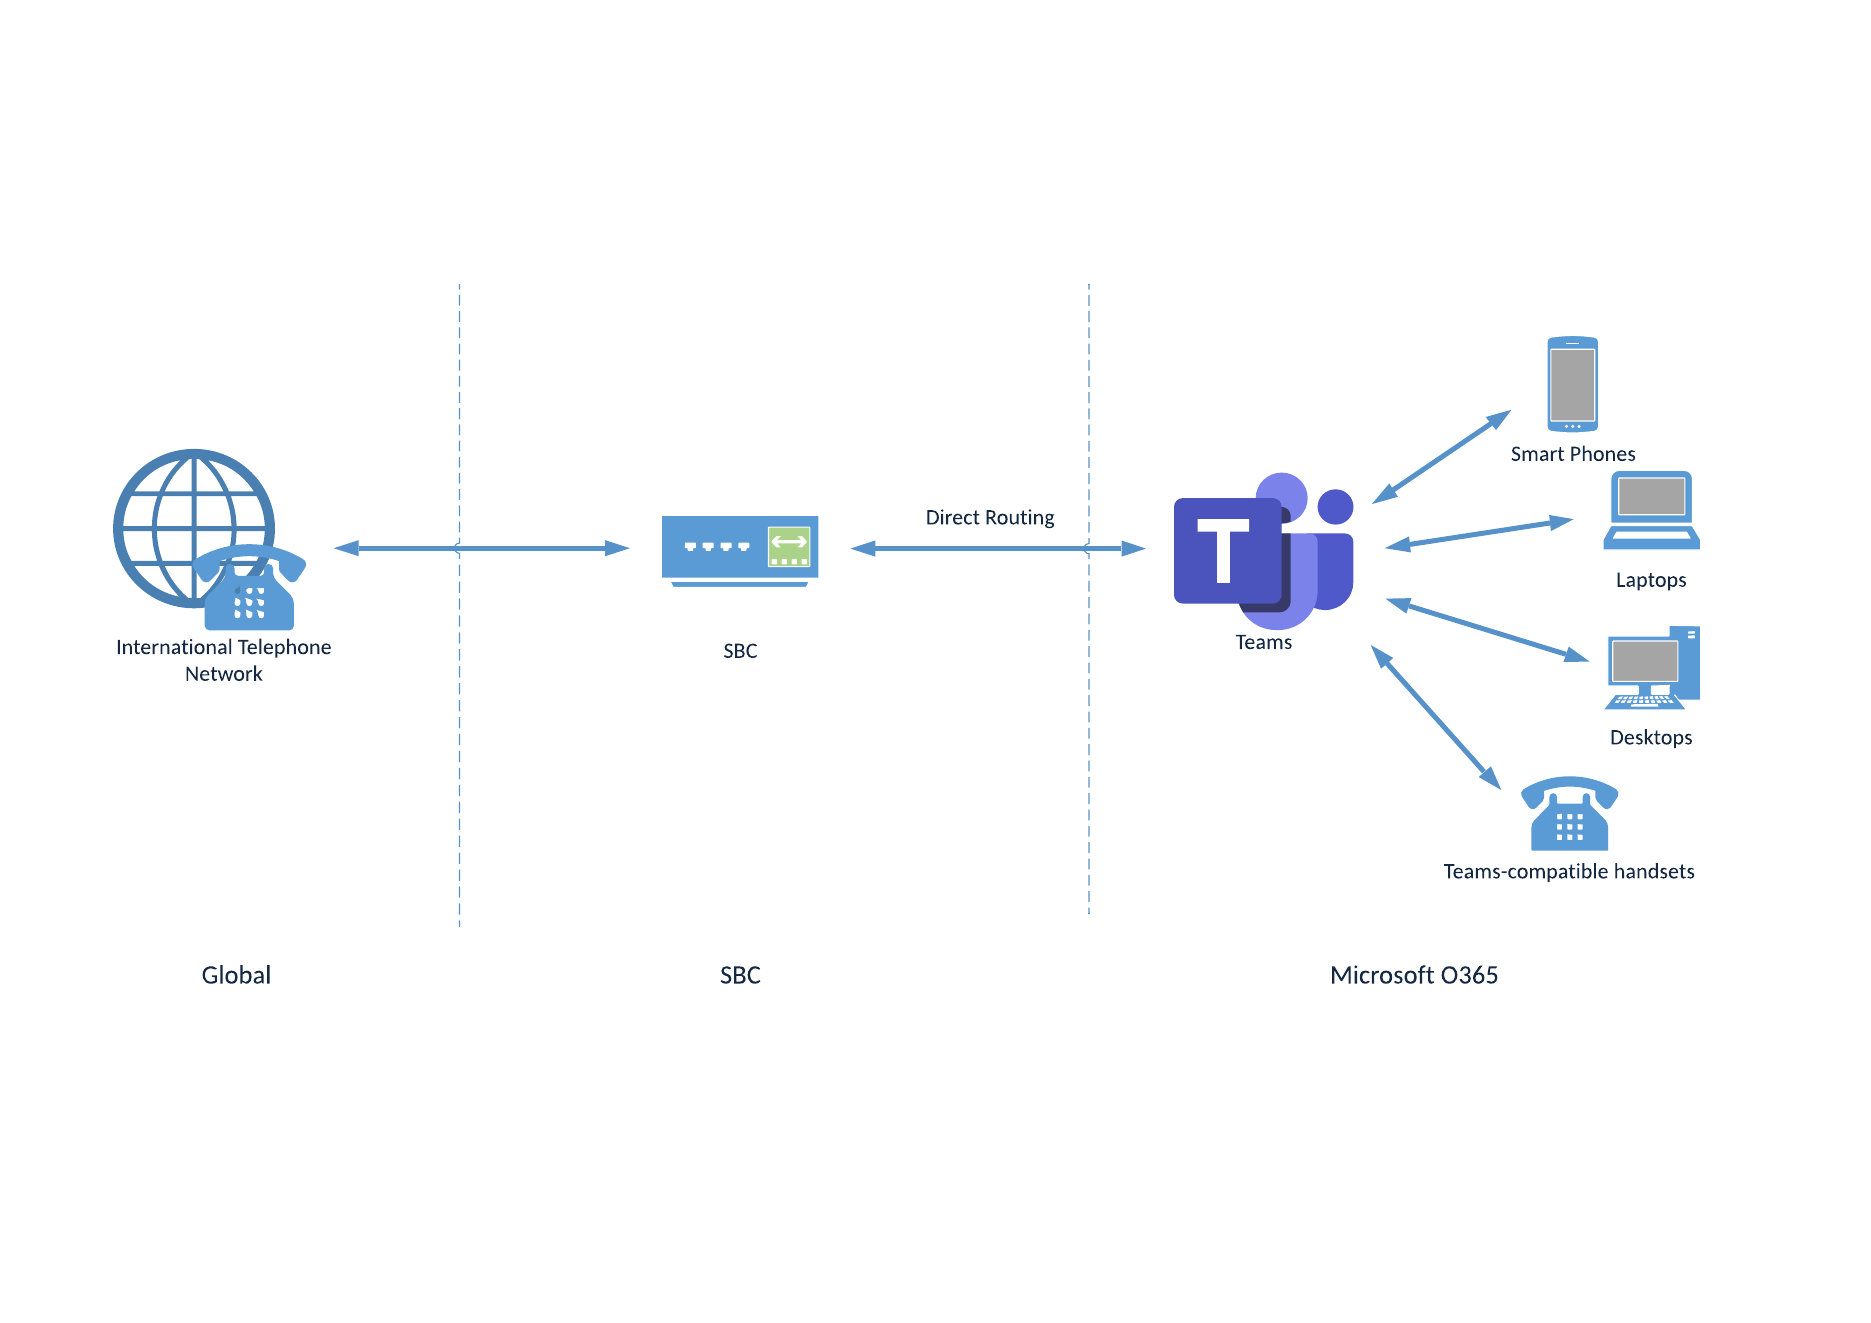 Direct Routing
Smart Phones
Laptops
International Telephone
Network
SBC
T
Teams
Desktops
Teams-compatible handsets
Global
SBC
Microsoft O365